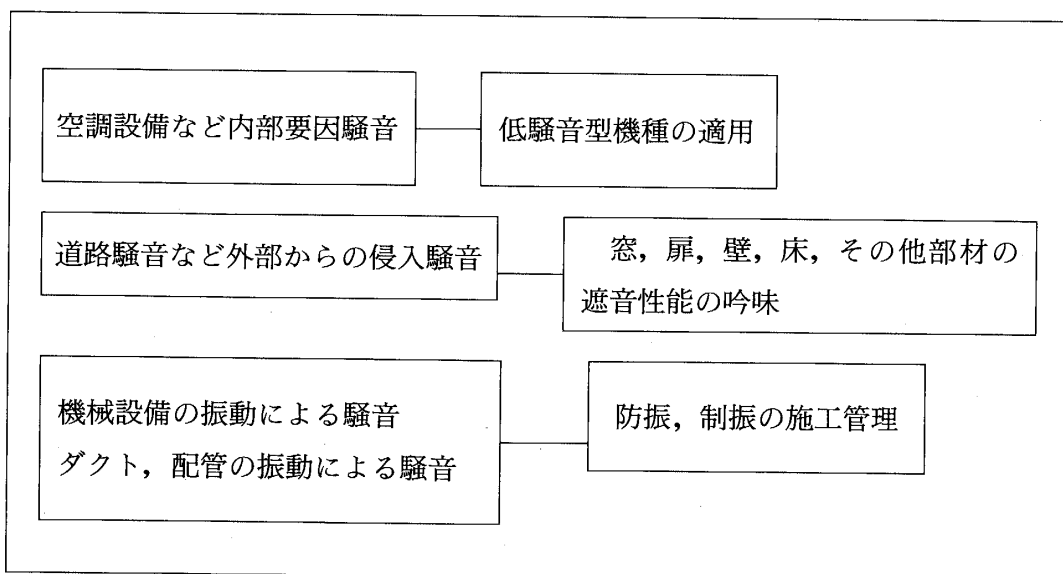 空調設備など内部要因騒音
低騒音型機種の適用
道路騒音など外部からの侵入騒音
窓，扉，壁，床，その他部材の
遮音性能の吟味
機械設備の振動による騒音
ダクト，配管の振動による騒音
防振，制振の施工管理